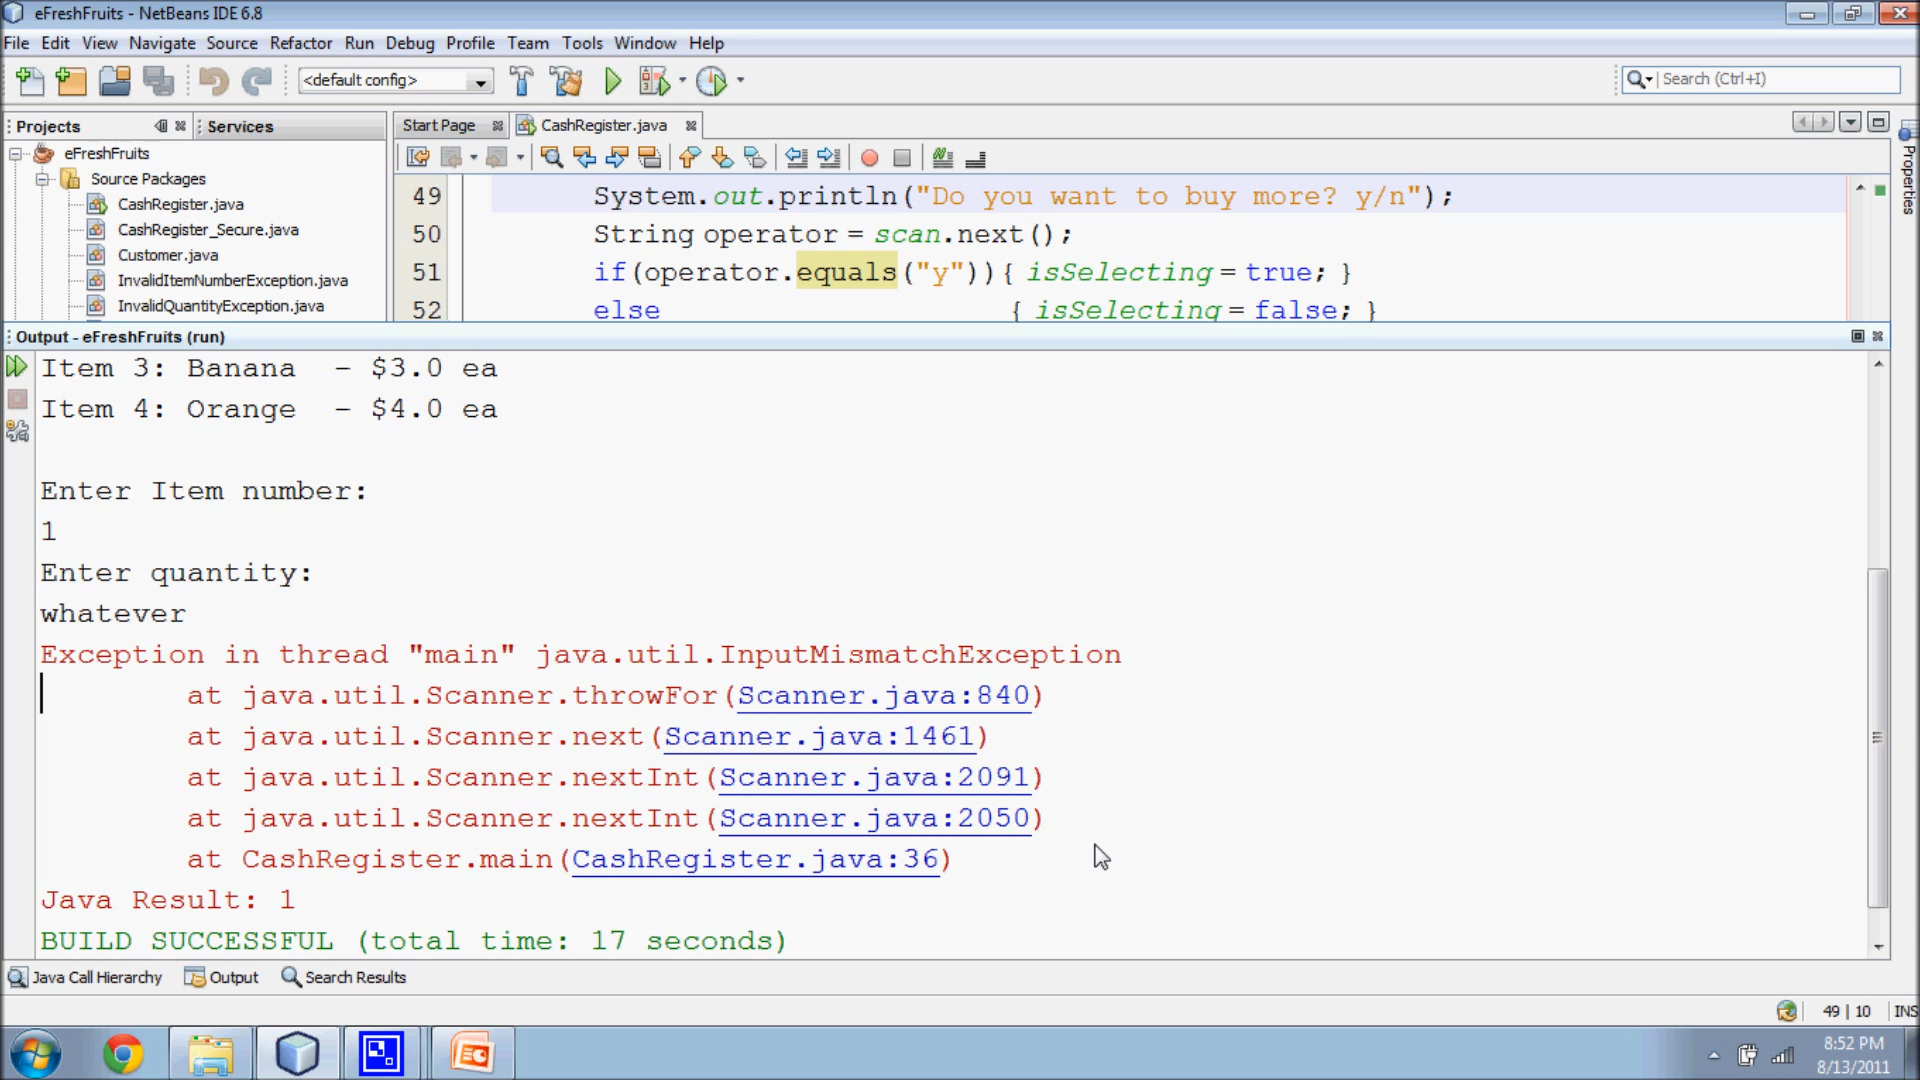 eFreshFruits - NetBeans IDE 6.8
File Edit View Navigate Source Refactor Run Debug Profile Team Tools Window Help
<default config>
Search (Ctrl+I)
Projects
Services
Start Page
CashRegister.java
Properties
eFreshFruits
Source Packages
CashRegister.java
CashRegister_Secure.java
Customer.java
InvalidItemNumberException.java
InvalidQuantityException.java
49 System.out.println("Do you want to buy more? y/n");
50 String operator = scan.next();
51 if(operator.equals("y")){ isSelecting = true; }
52 else { isSelecting = false; }
Output - eFreshFruits (run)
Item 3: Banana  - $3.0 ea
Item 4: Orange  - $4.0 ea
Enter Item number:
1
Enter quantity:
whatever
Exception in thread "main" java.util.InputMismatchException
at java.util.Scanner.throwFor(Scanner.java:840)
at java.util.Scanner.next(Scanner.java:1461)
at java.util.Scanner.nextInt(Scanner.java:2091)
at java.util.Scanner.nextInt(Scanner.java:2050)
at CashRegister.main(CashRegister.java:36)
Java Result: 1
BUILD SUCCESSFUL (total time: 17 seconds)
Java Call Hierarchy
Output
Search Results
49 | 10
INS
8:52 PM
8/13/2011